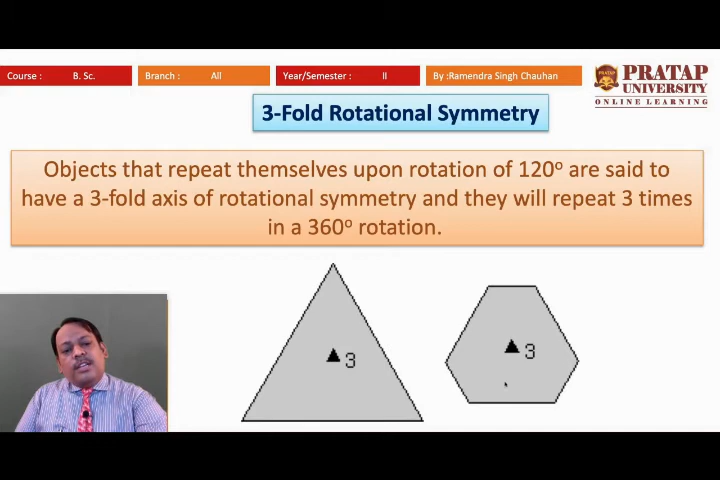 Course : B. Sc. Branch : All Year/Semester : II By :Ramendra Singh Chauhan
PRATAP
UNIVERSITY
ONLINE LEARNING
3-Fold Rotational Symmetry
Objects that repeat themselves upon rotation of 120º are said to
have a 3-fold axis of rotational symmetry and they will repeat 3 times
in a 360º rotation.
3
3